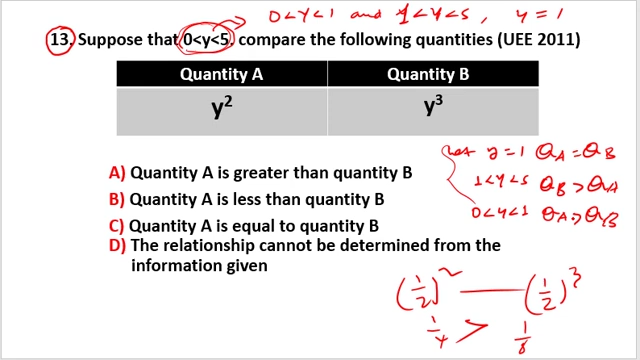 0<y<1 and 1<y<5, y=1
13. Suppose that 0<y<5, compare the following quantities (UEE 2011)
Quantity A Quantity B
y² y³
let y=1 QA=QB
A) Quantity A is greater than quantity B
1<y<5 QB>QA
B) Quantity A is less than quantity B
0<y<1 QA>QB
C) Quantity A is equal to quantity B
D) The relationship cannot be determined from the
information given
(1/2)² — (1/2)³
1/4 > 1/8